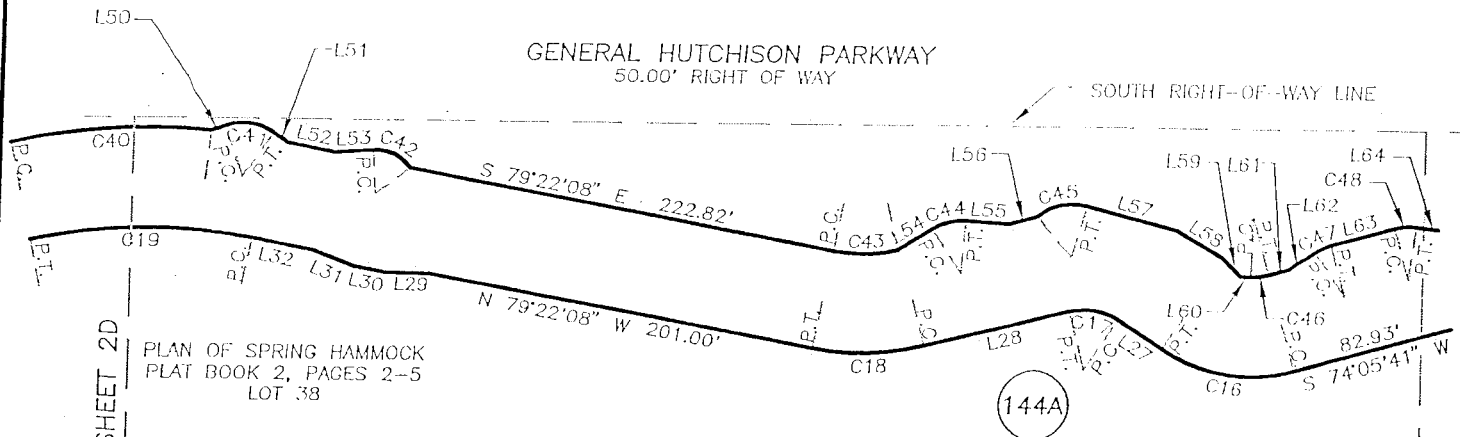 L50
L51
GENERAL HUTCHISON PARKWAY
50.00' RIGHT OF WAY
SOUTH RIGHT-OF-WAY LINE
C40
C41
L52
L53
C42
P.C.
P.C.
P.T.
P.C.
S 79°22'08" E 222.82'
L56
C45
L57
L59
L61
L64
C48
L62
P.C.
C43
L54
C44
L55
P.C.
P.T.
P.T.
L58
P.C.
P.T.
C47
L63
P.C.
P.T.
P.C.
P.T.
C19
P.T.
P.C.
L32
L31
L30
L29
N 79°22'08" W 201.00'
P.T.
P.C.
C18
L28
C17
P.T.
P.C.
L27
P.T.
L60
C46
P.C.
C16
S 74°05'41" W
82.93'
SHEET 2D
PLAN OF SPRING HAMMOCK
PLAT BOOK 2, PAGES 2-5
LOT 38
144A